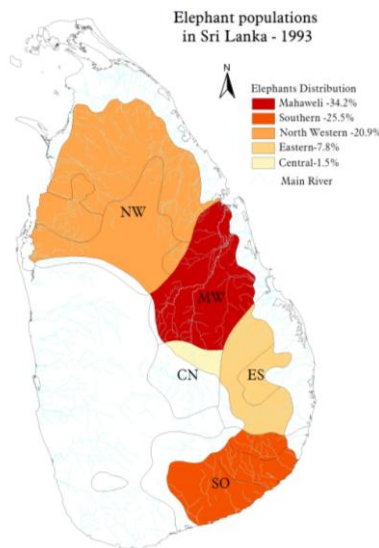 Elephant populations
in Sri Lanka - 1993
N
Elephants Distribution
Mahaweli -34.2%
Southern -25.5%
North Western -20.9%
Eastern-7.8%
Central-1.5%
Main River
NW
MW
CN
ES
SO